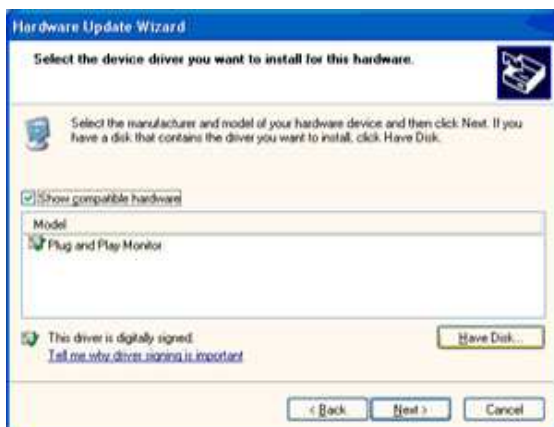 Hardware Update Wizard
Select the device driver you want to install for this hardware.
Select the manufacturer and model of your hardware device and then click Next. If you
have a disk that contains the driver you want to install, click Have Disk.
Show compatible hardware
Model
Plug and Play Monitor
This driver is digitally signed.
Have Disk...
Tell me why driver signing is important
< Back
Next >
Cancel